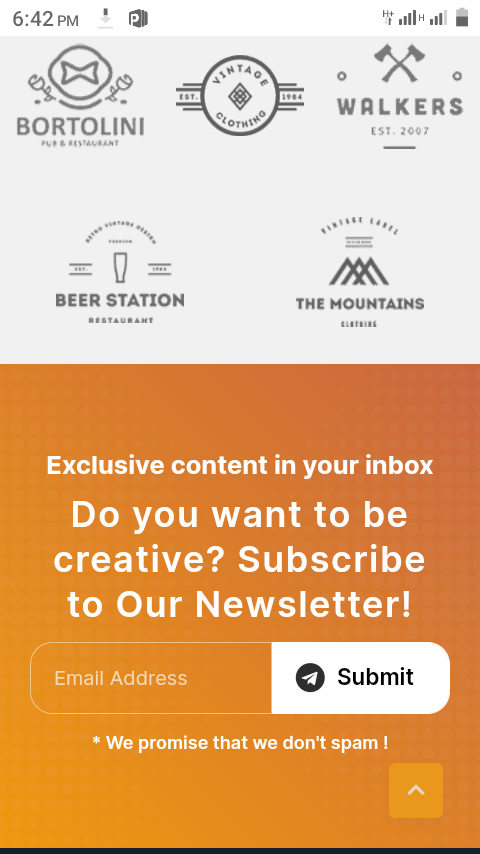 6:42 PM
H+
H
BORTOLINI
PUB & RESTAURANT
VINTAGE
EST. 1984
CLOTHING
WALKERS
EST. 2007
RETRO VINTAGE DESIGN
PREMIUM
EST. 1984
BEER STATION
RESTAURANT
VINTAGE LABEL
THE MOUNTAINS
CLOTHING
Exclusive content in your inbox
Do you want to be
creative? Subscribe
to Our Newsletter!
Email Address
Submit
* We promise that we don't spam !